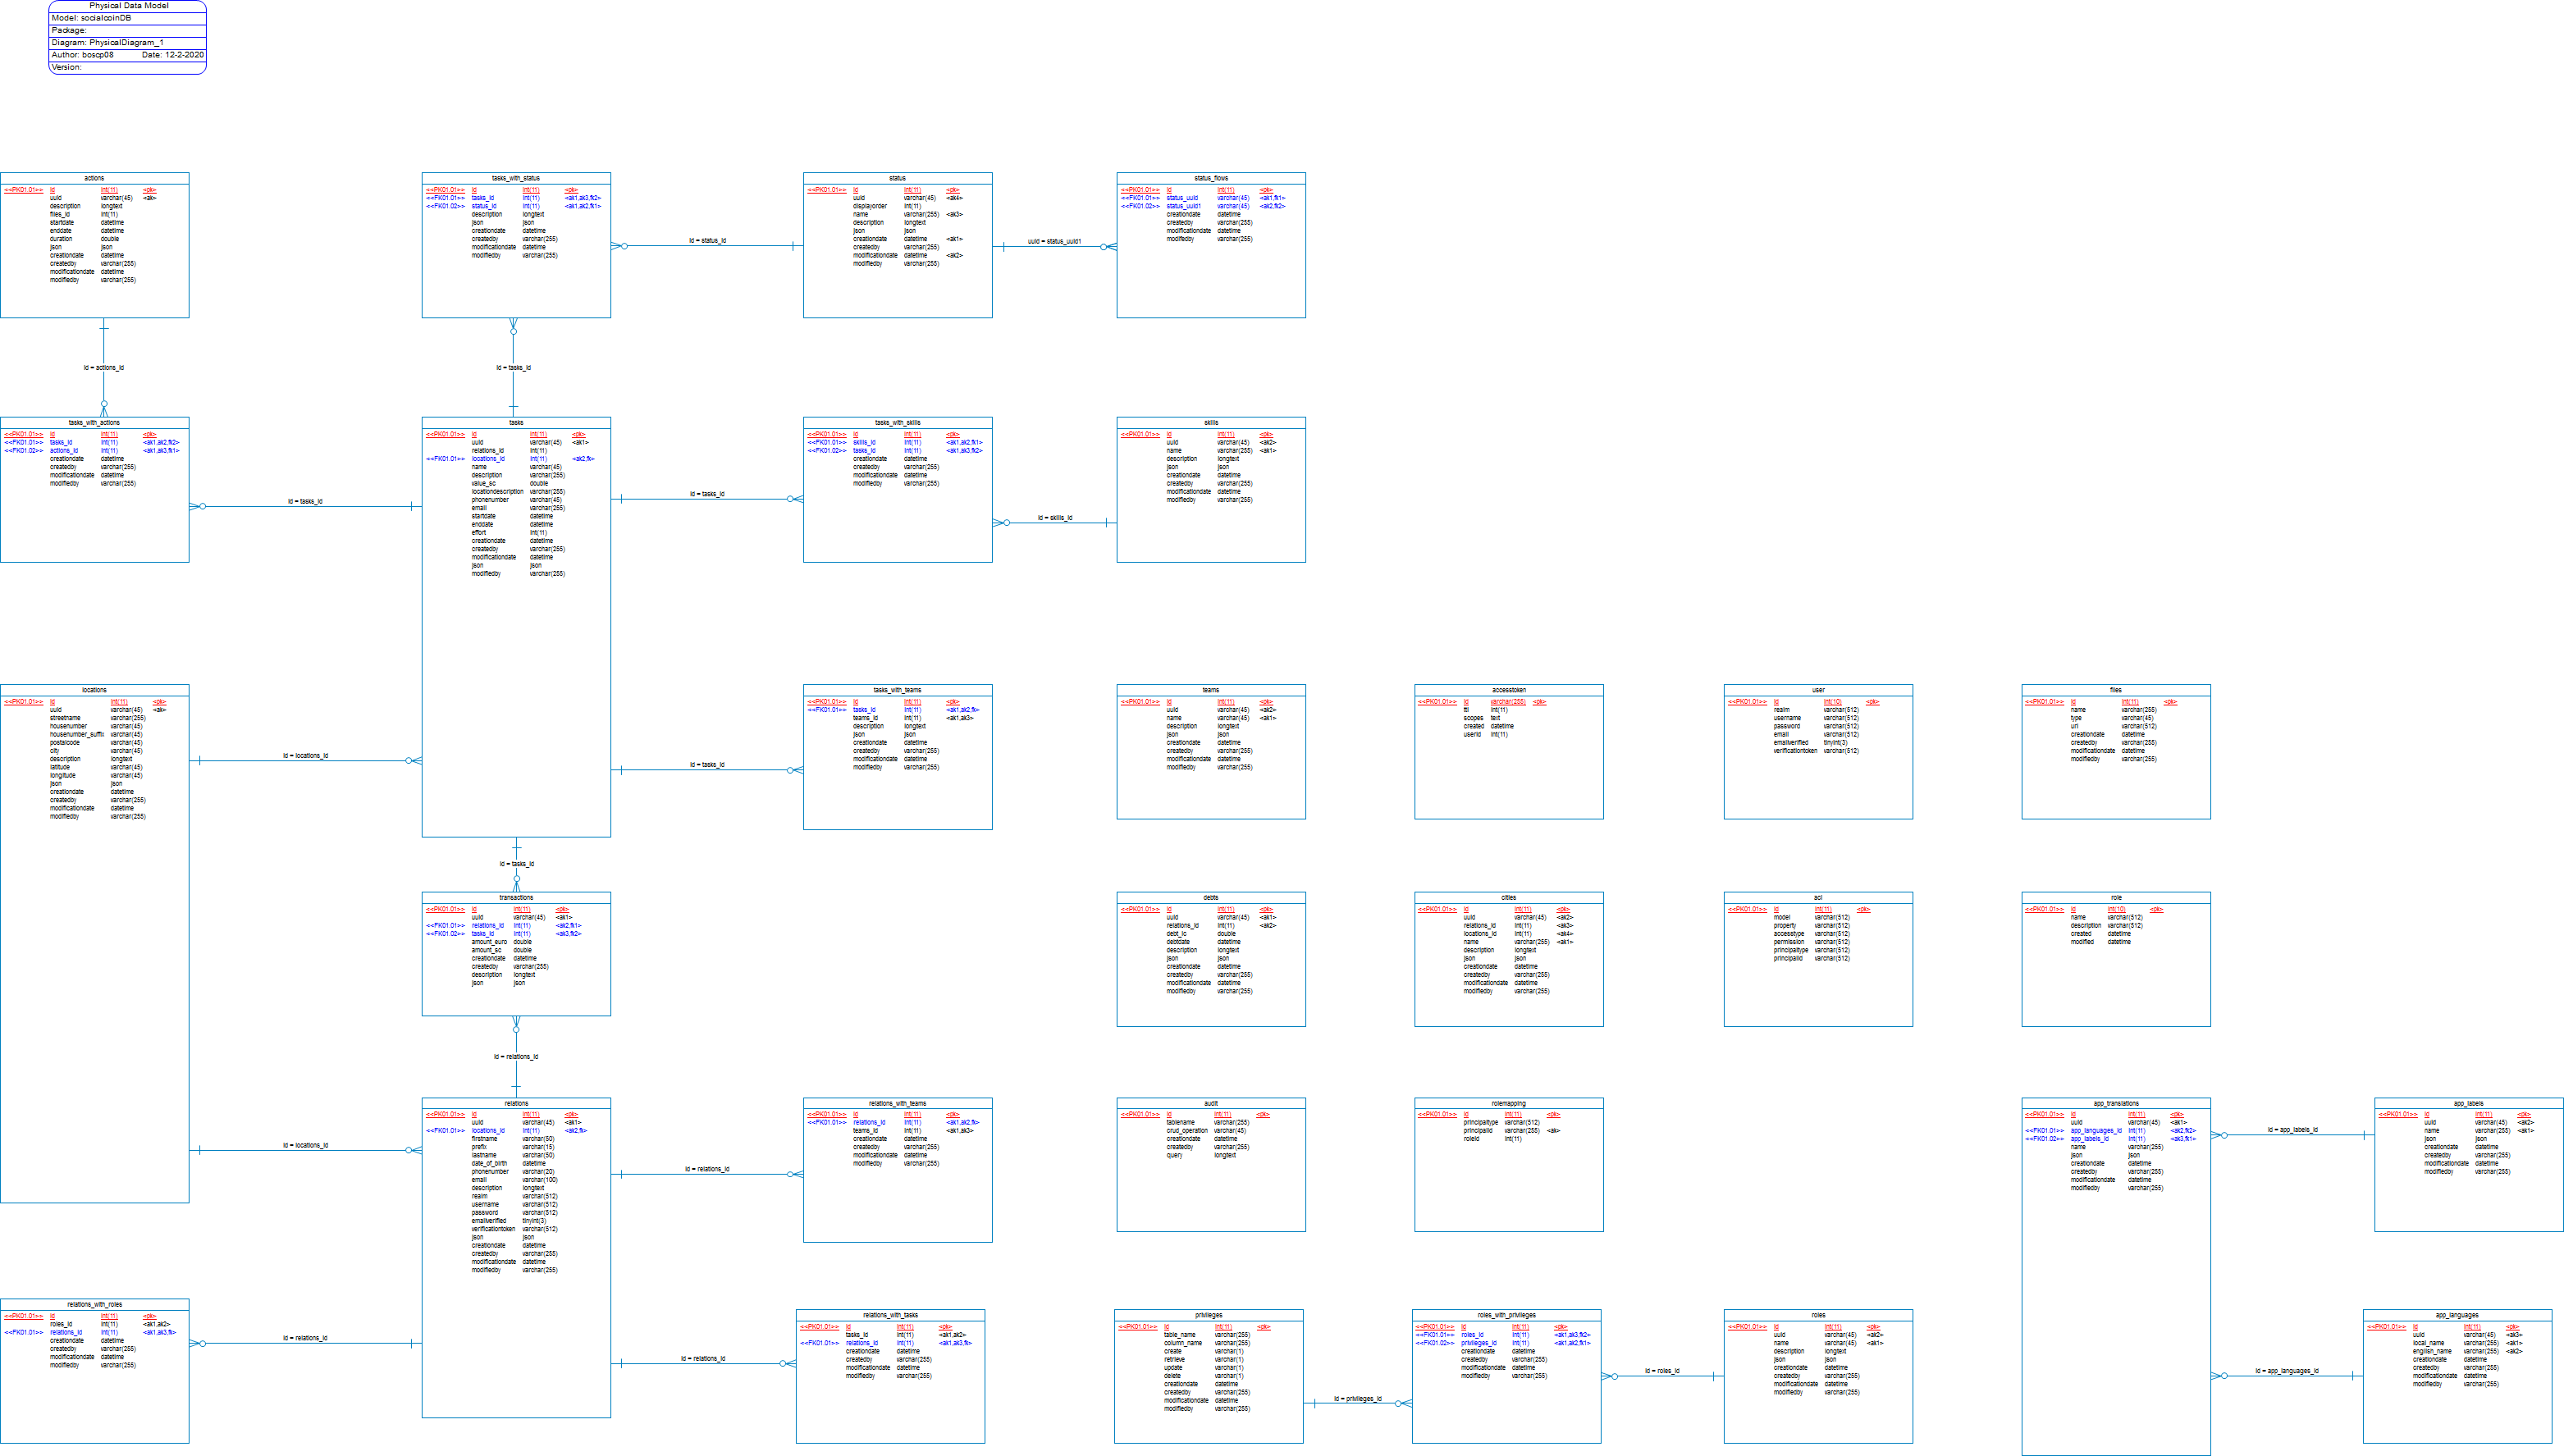 Physical Data Model
Model: socialcoinDB
Package:
Diagram: PhysicalDiagram_1
Author: boscp08 Date: 12-2-2020
Version:
actions
<<PK01.01>> id int(11) <pk>
uuid varchar(45) <ak>
description longtext
files_id int(11)
startdate datetime
enddate datetime
duration double
json json
creationdate datetime
createdby varchar(255)
modificationdate datetime
modifiedby varchar(255)
tasks_with_status
<<PK01.01>> id int(11) <pk>
<<FK01.01>> tasks_id int(11) <ak1,ak3,fk2>
<<FK01.02>> status_id int(11) <ak1,ak2,fk1>
description longtext
json json
creationdate datetime
createdby varchar(255)
modificationdate datetime
modifiedby varchar(255)
id = status_id
status
<<PK01.01>> id int(11) <pk>
uuid varchar(45) <ak4>
displayorder int(11)
name varchar(255) <ak3>
description longtext
json json
creationdate datetime <ak1>
createdby varchar(255)
modificationdate datetime <ak2>
modifiedby varchar(255)
uuid = status_uuid1
status_flows
<<PK01.01>> id int(11) <pk>
<<FK01.01>> status_uuid varchar(45) <ak1,fk1>
<<FK01.02>> status_uuid1 varchar(45) <ak2,fk2>
creationdate datetime
createdby varchar(255)
modificationdate datetime
modifedby varchar(255)
id = actions_id
id = tasks_id
tasks_with_actions
<<PK01.01>> id int(11) <pk>
<<FK01.01>> tasks_id int(11) <ak1,ak2,fk2>
<<FK01.02>> actions_id int(11) <ak1,ak3,fk1>
creationdate datetime
createdby varchar(255)
modificationdate datetime
modifiedby varchar(255)
id = tasks_id
tasks
<<PK01.01>> id int(11) <pk>
uuid varchar(45) <ak1>
relations_id int(11)
<<FK01.01>> locations_id int(11) <ak2,fk>
name varchar(45)
description varchar(255)
value_sc double
locationdescription varchar(255)
phonenumber varchar(45)
email varchar(255)
startdate datetime
enddate datetime
effort int(11)
creationdate datetime
createdby varchar(255)
modificationdate datetime
json json
modifiedby varchar(255)
id = tasks_id
tasks_with_skills
<<PK01.01>> id int(11) <pk>
<<FK01.01>> skills_id int(11) <ak1,ak2,fk1>
<<FK01.02>> tasks_id int(11) <ak1,ak3,fk2>
creationdate datetime
createdby varchar(255)
modificationdate datetime
modifiedby varchar(255)
id = skills_id
skills
<<PK01.01>> id int(11) <pk>
uuid varchar(45) <ak2>
name varchar(255) <ak1>
description longtext
json json
creationdate datetime
createdby varchar(255)
modificationdate datetime
modifiedby varchar(255)
locations
<<PK01.01>> id int(11) <pk>
uuid varchar(45) <ak>
streetname varchar(255)
housenumber varchar(45)
housenumber_suffix varchar(45)
postalcode varchar(45)
city varchar(45)
description longtext
latitude varchar(45)
longitude varchar(45)
json json
creationdate datetime
createdby varchar(255)
modificationdate datetime
modifiedby varchar(255)
id = locations_id
tasks_with_teams
<<PK01.01>> id int(11) <pk>
<<FK01.01>> tasks_id int(11) <ak1,ak2,fk>
teams_id int(11) <ak1,ak3>
description longtext
json json
creationdate datetime
createdby varchar(255)
modificationdate datetime
modifiedby varchar(255)
id = tasks_id
teams
<<PK01.01>> id int(11) <pk>
uuid varchar(45) <ak2>
name varchar(45) <ak1>
description longtext
json json
creationdate datetime
createdby varchar(255)
modificationdate datetime
modifiedby varchar(255)
accesstoken
<<PK01.01>> id varchar(255) <pk>
ttl int(11)
scopes text
created datetime
userid int(11)
user
<<PK01.01>> id int(10) <pk>
realm varchar(512)
username varchar(512)
password varchar(512)
email varchar(512)
emailverified tinyint(3)
verificationtoken varchar(512)
files
<<PK01.01>> id int(11) <pk>
name varchar(255)
type varchar(45)
url varchar(512)
creationdate datetime
createdby varchar(255)
modificationdate datetime
modifiedby varchar(255)
id = tasks_id
transactions
<<PK01.01>> id int(11) <pk>
uuid varchar(45) <ak1>
<<FK01.01>> relations_id int(11) <ak2,fk1>
<<FK01.02>> tasks_id int(11) <ak3,fk2>
amount_euro double
amount_sc double
creationdate datetime
createdby varchar(255)
description longtext
json json
debts
<<PK01.01>> id int(11) <pk>
uuid varchar(45) <ak1>
relations_id int(11) <ak2>
debt_lc double
debtdate datetime
description longtext
json json
creationdate datetime
createdby varchar(255)
modificationdate datetime
modifiedby varchar(255)
cities
<<PK01.01>> id int(11) <pk>
uuid varchar(45) <ak2>
relations_id int(11) <ak3>
locations_id int(11) <ak4>
name varchar(255) <ak1>
description longtext
json json
creationdate datetime
createdby varchar(255)
modificationdate datetime
modifiedby varchar(255)
acl
<<PK01.01>> id int(11) <pk>
model varchar(512)
property varchar(512)
accesstype varchar(512)
permission varchar(512)
principaltype varchar(512)
principalid varchar(512)
role
<<PK01.01>> id int(10) <pk>
name varchar(512)
description varchar(512)
created datetime
modified datetime
id = relations_id
id = locations_id
relations
<<PK01.01>> id int(11) <pk>
uuid varchar(45) <ak1>
<<FK01.01>> locations_id int(11) <ak2,fk>
firstname varchar(50)
prefix varchar(15)
lastname varchar(50)
date_of_birth datetime
phonenumber varchar(20)
email varchar(100)
description longtext
realm varchar(512)
username varchar(512)
password varchar(512)
emailverified tinyint(3)
verificationtoken varchar(512)
json json
creationdate datetime
createdby varchar(255)
modificationdate datetime
modifiedby varchar(255)
id = relations_id
relations_with_teams
<<PK01.01>> id int(11) <pk>
<<FK01.01>> relations_id int(11) <ak1,ak2,fk>
teams_id int(11) <ak1,ak3>
creationdate datetime
createdby varchar(255)
modificationdate datetime
modifiedby varchar(255)
audit
<<PK01.01>> id int(11) <pk>
tablename varchar(255)
crud_operation varchar(45)
creationdate datetime
createdby varchar(255)
query longtext
rolemapping
<<PK01.01>> id int(11) <pk>
principaltype varchar(512)
principalid varchar(255) <ak>
roleid int(11)
app_translations
<<PK01.01>> id int(11) <pk>
uuid varchar(45) <ak1>
<<FK01.01>> app_languages_id int(11) <ak2,fk2>
<<FK01.02>> app_labels_id int(11) <ak3,fk1>
name varchar(255)
json json
creationdate datetime
createdby varchar(255)
modificationdate datetime
modifiedby varchar(255)
id = app_labels_id
app_labels
<<PK01.01>> id int(11) <pk>
uuid varchar(45) <ak2>
name varchar(255) <ak1>
json json
creationdate datetime
createdby varchar(255)
modificationdate datetime
modifiedby varchar(255)
relations_with_roles
<<PK01.01>> id int(11) <pk>
roles_id int(11) <ak1,ak2>
<<FK01.01>> relations_id int(11) <ak1,ak3,fk>
creationdate datetime
createdby varchar(255)
modificationdate datetime
modifiedby varchar(255)
id = relations_id
id = relations_id
relations_with_tasks
<<PK01.01>> id int(11) <pk>
tasks_id int(11) <ak1,ak2>
<<FK01.01>> relations_id int(11) <ak1,ak3,fk>
creationdate datetime
createdby varchar(255)
modificationdate datetime
modifiedby varchar(255)
privileges
<<PK01.01>> id int(11) <pk>
table_name varchar(255)
column_name varchar(255)
create varchar(1)
retrieve varchar(1)
update varchar(1)
delete varchar(1)
creationdate datetime
createdby varchar(255)
modificationdate datetime
modifiedby varchar(255)
id = privileges_id
roles_with_privileges
<<PK01.01>> id int(11) <pk>
<<FK01.01>> roles_id int(11) <ak1,ak3,fk2>
<<FK01.02>> privileges_id int(11) <ak1,ak2,fk1>
creationdate datetime
createdby varchar(255)
modificationdate datetime
modifiedby varchar(255)
id = roles_id
roles
<<PK01.01>> id int(11) <pk>
uuid varchar(45) <ak2>
name varchar(45) <ak1>
description longtext
json json
creationdate datetime
createdby varchar(255)
modificationdate datetime
modifiedby varchar(255)
id = app_languages_id
app_languages
<<PK01.01>> id int(11) <pk>
uuid varchar(45) <ak3>
local_name varchar(255) <ak1>
english_name varchar(255) <ak2>
creationdate datetime
createdby varchar(255)
modificationdate datetime
modifiedby varchar(255)